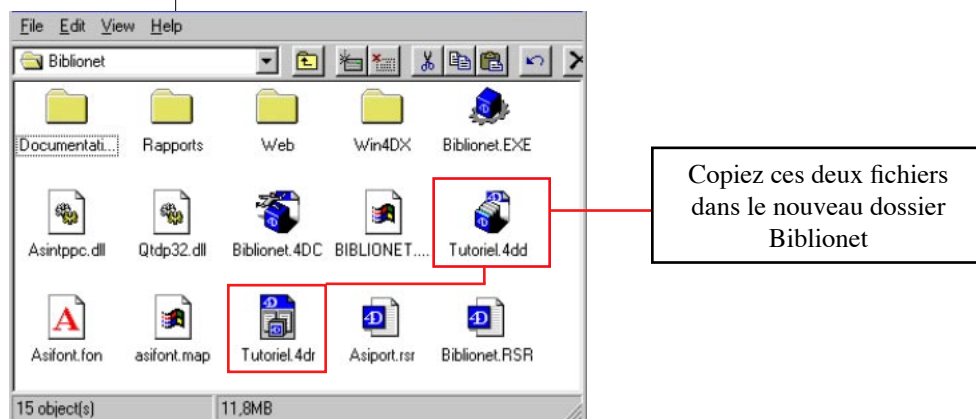 File Edit View Help
Biblionet
Documentati... Rapports Web Win4DX Biblionet.EXE
Asintppc.dll Qtdp32.dll Biblionet.4DC BIBLIONET.... Tutoriel.4dd
Asifont.fon asifont.map Tutoriel.4dr Asiport.rsr Biblionet.RSR
15 object(s) 11,8MB
Copiez ces deux fichiers
dans le nouveau dossier
Biblionet